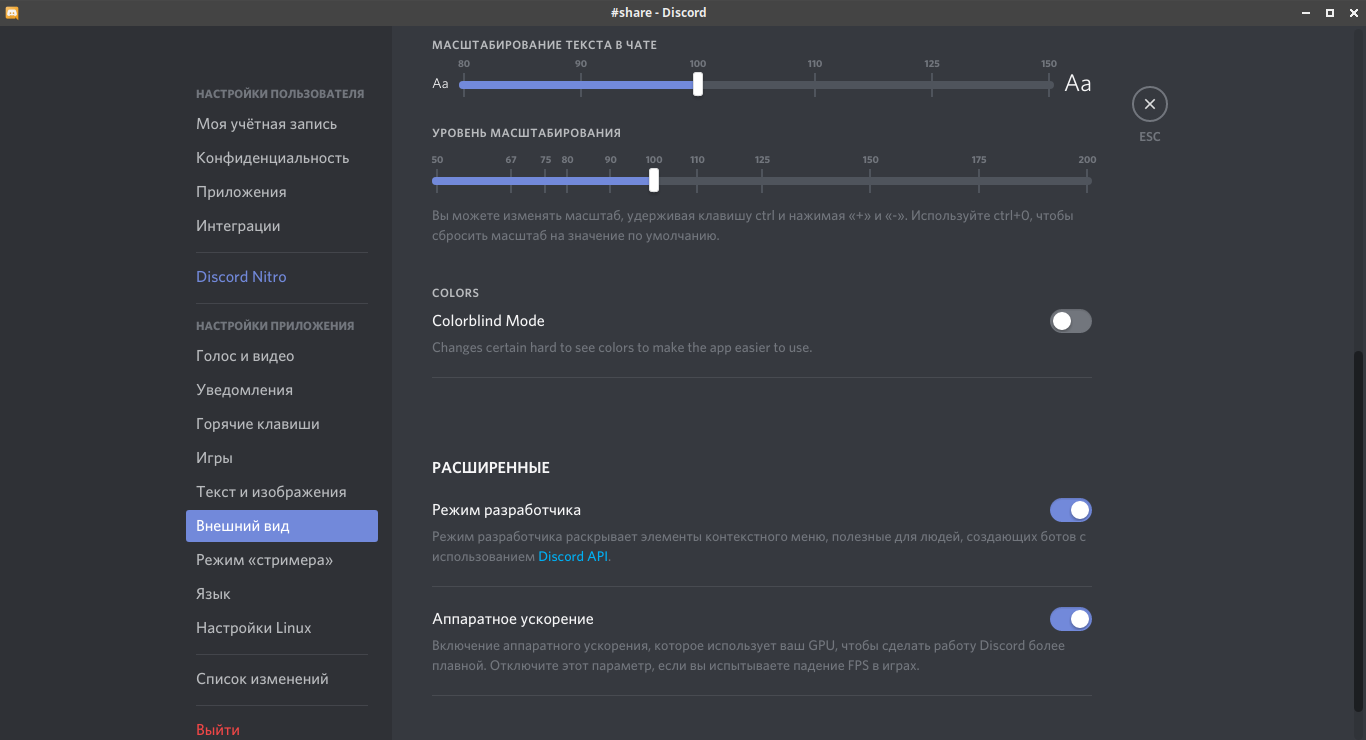 #share - Discord
НАСТРОЙКИ ПОЛЬЗОВАТЕЛЯ
Моя учётная запись
Конфиденциальность
Приложения
Интеграции
Discord Nitro
НАСТРОЙКИ ПРИЛОЖЕНИЯ
Голос и видео
Уведомления
Горячие клавиши
Игры
Текст и изображения
Внешний вид
Режим «стримера»
Язык
Настройки Linux
Список изменений
Выйти
МАСШТАБИРОВАНИЕ ТЕКСТА В ЧАТЕ
80 90 100 110 125 150
Aa Aa
УРОВЕНЬ МАСШТАБИРОВАНИЯ
50 67 75 80 90 100 110 125 150 175 200
Вы можете изменять масштаб, удерживая клавишу ctrl и нажимая «+» и «-». Используйте ctrl+0, чтобы
сбросить масштаб на значение по умолчанию.
COLORS
Colorblind Mode
Changes certain hard to see colors to make the app easier to use.
РАСШИРЕННЫЕ
Режим разработчика
Режим разработчика раскрывает элементы контекстного меню, полезные для людей, создающих ботов с
использованием Discord API.
Аппаратное ускорение
Включение аппаратного ускорения, которое использует ваш GPU, чтобы сделать работу Discord более
плавной. Отключите этот параметр, если вы испытываете падение FPS в играх.
ESC